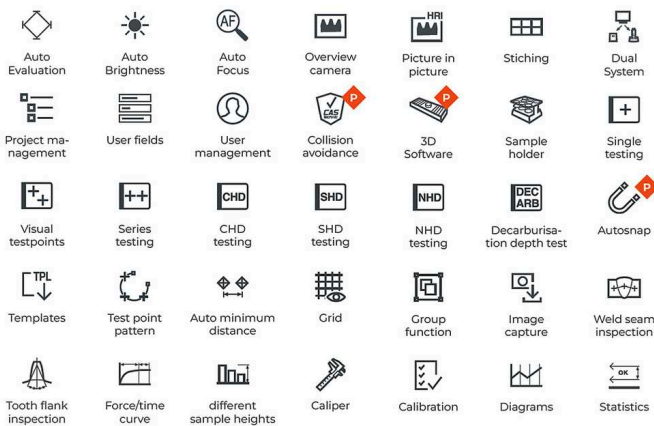 AF
HRI
Auto Evaluation
Auto Brightness
Auto Focus
Overview camera
Picture in picture
Stiching
Dual System
P
CAS
P
Project ma-
nagement
User fields
User management
Collision avoidance
3D Software
Sample holder
Single testing
CHD
SHD
NHD
DEC
ARB
P
Visual testpoints
Series testing
CHD testing
SHD testing
NHD testing
Decarburisa-
tion depth test
Autosnap
TPL
Templates
Test point pattern
Auto minimum distance
Grid
Group function
Image capture
Weld seam inspection
OK
Tooth flank inspection
Force/time curve
different sample heights
Caliper
Calibration
Diagrams
Statistics